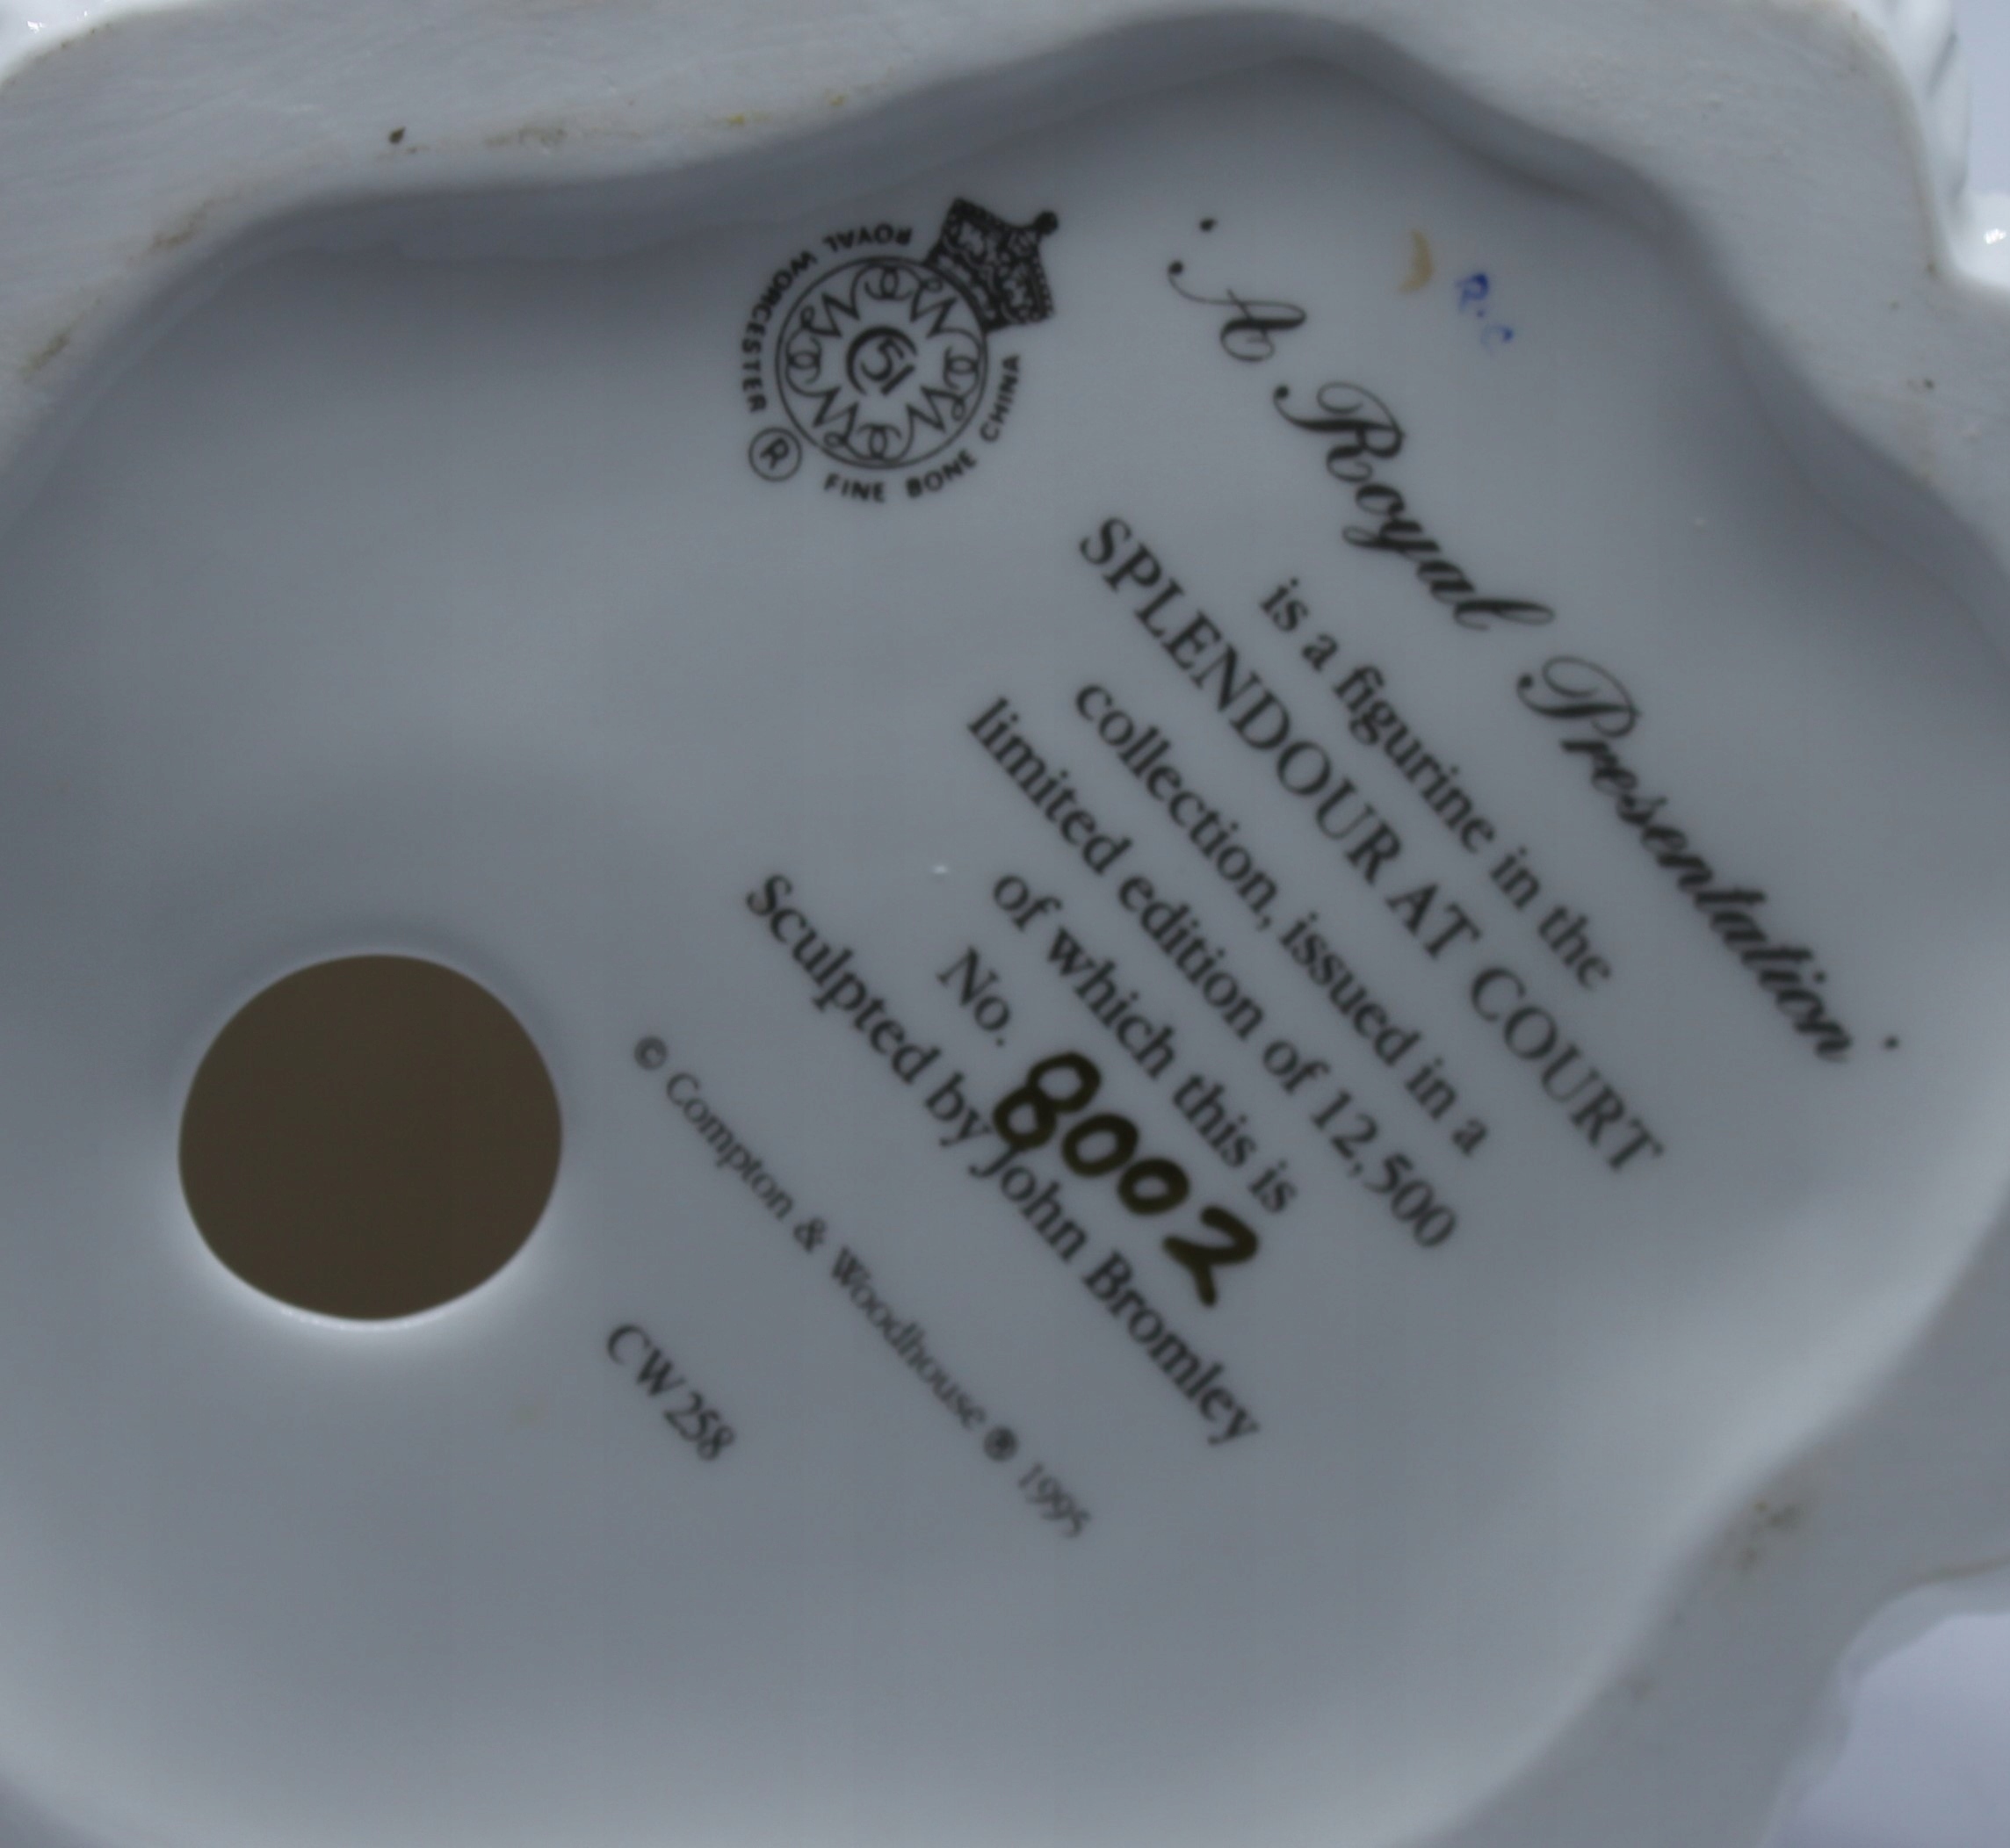 ROYAL WORCESTER
51
® FINE BONE CHINA
R.C
'A Royal Presentation'
is a figurine in the
SPLENDOUR AT COURT
collection, issued in a
limited edition of 12,500
of which this is
No. 8002
Sculpted by John Bromley
© Compton & Woodhouse ® 1995
CW 258